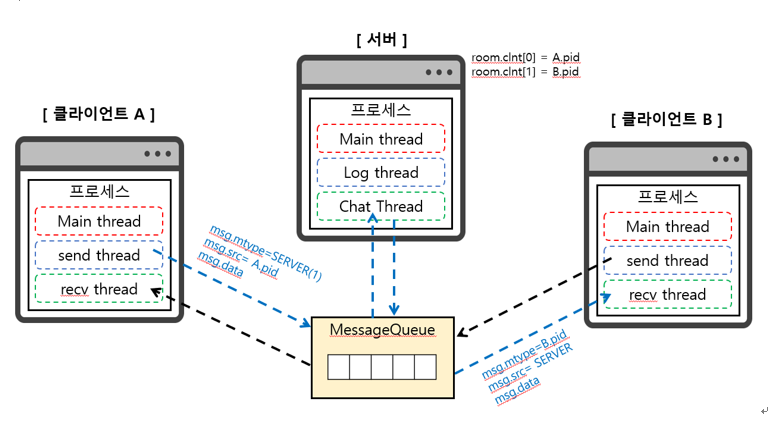 [ 서버 ]
room.clnt[0] = A.pid
room.clnt[1] = B.pid
[ 클라이언트 A ]
[ 클라이언트 B ]
프로세스
Main thread
Log thread
Chat Thread
프로세스
Main thread
send thread
recv thread
프로세스
Main thread
send thread
recv thread
msg.mtype=SERVER(1)
msg.src= A.pid
msg.data
MessageQueue
msg.mtype=B.pid
msg.src= SERVER
msg.data